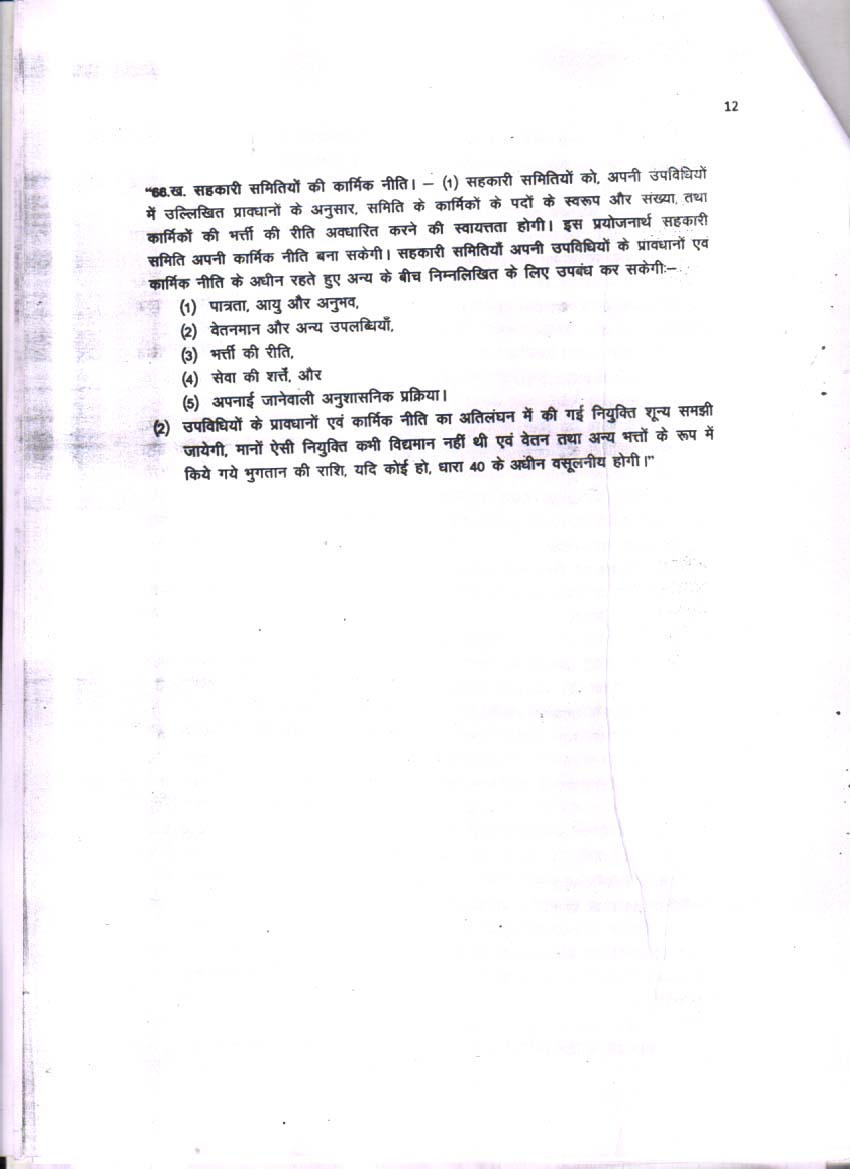 12
“66.ख. सहकारी समितियों की कार्मिक नीति। – (1) सहकारी समितियों को, अपनी उपविधियों
में उल्लिखित प्रावधानों के अनुसार, समिति के कार्मिकों के पदों के स्वरूप और संख्या, तथा
कार्मिकों की भर्त्ती की रीति अवधारित करने की स्वायत्तता होगी। इस प्रयोजनार्थ सहकारी
समिति अपनी कार्मिक नीति बना सकेगी। सहकारी समितियाँ अपनी उपविधियों के प्रावधानों एवं
कार्मिक नीति के अधीन रहते हुए अन्य के बीच निम्नलिखित के लिए उपबंध कर सकेगी:–
(1) पात्रता, आयु और अनुभव,
(2) वेतनमान और अन्य उपलब्धियाँ,
(3) भर्त्ती की रीति,
(4) सेवा की शर्त्तें, और
(5) अपनाई जानेवाली अनुशासनिक प्रक्रिया।
(2) उपविधियों के प्रावधानों एवं कार्मिक नीति का अतिलंघन में की गई नियुक्ति शून्य समझी
जायेगी, मानों ऐसी नियुक्ति कभी विद्यमान नहीं थी एवं वेतन तथा अन्य भत्तों के रूप में
किये गये भुगतान की राशि, यदि कोई हो, धारा 40 के अधीन वसूलनीय होगी।”